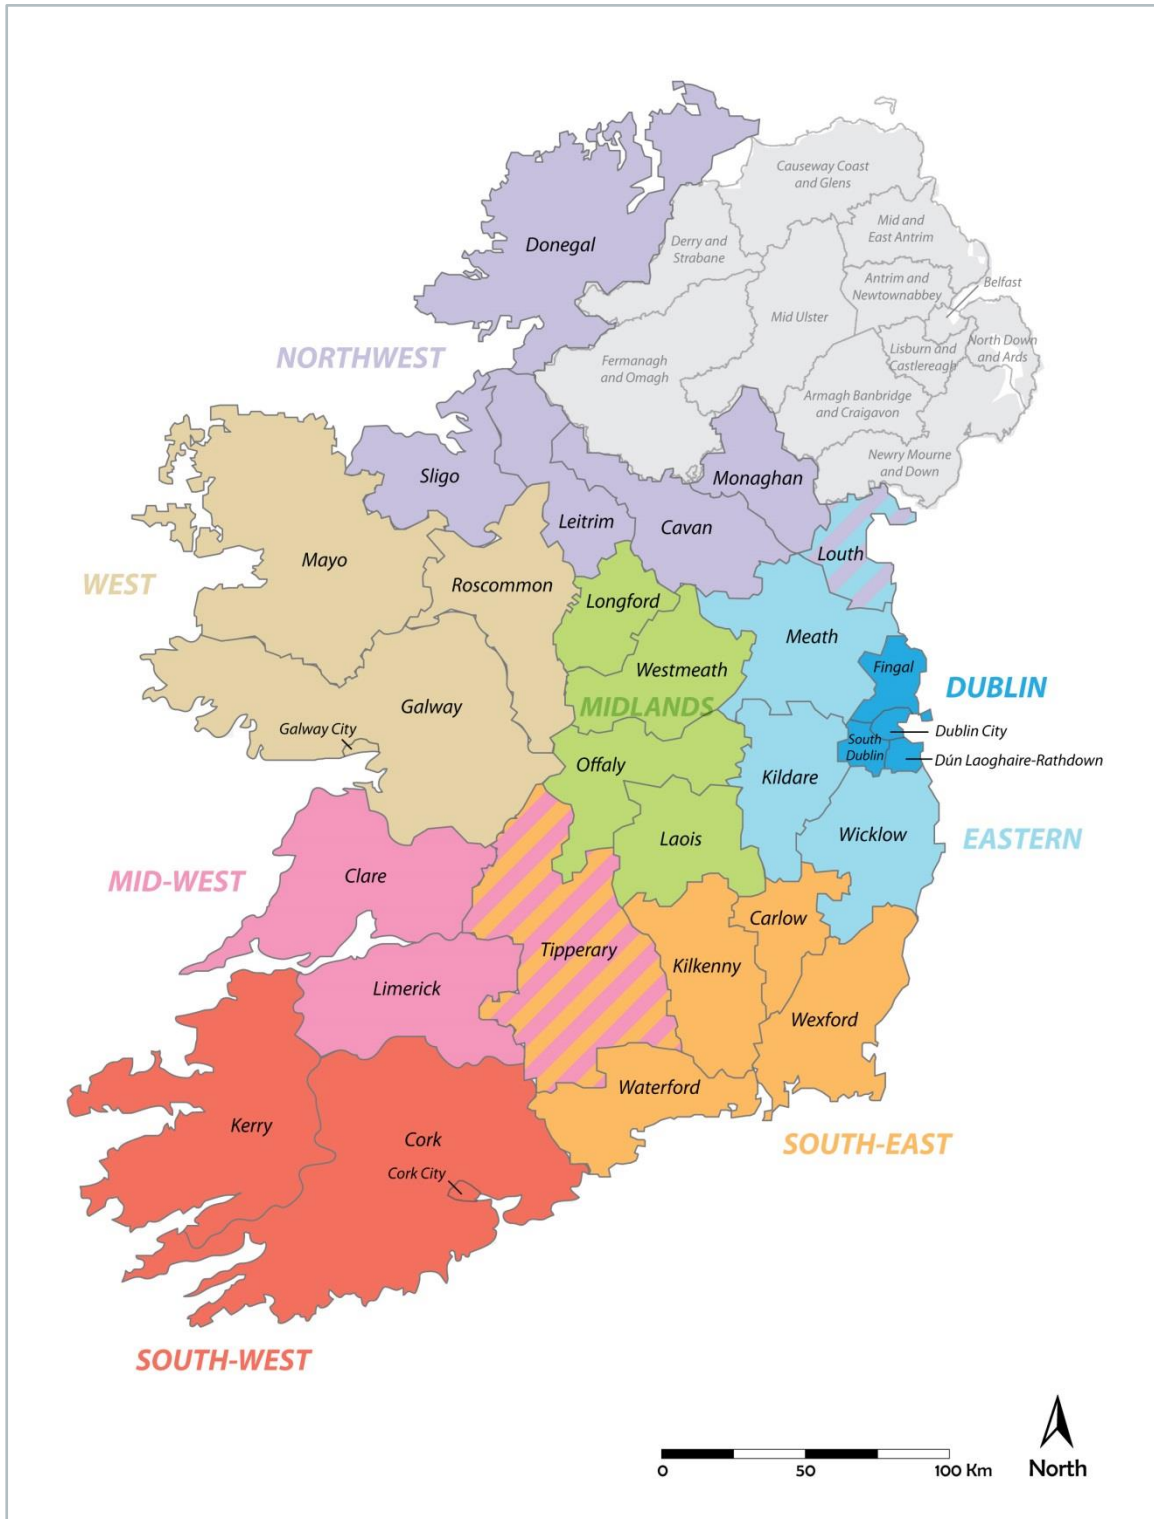 Causeway Coast
and Glens
Mid and
East Antrim
Derry and
Strabane
Donegal
Antrim and
Newtownabbey
Belfast
Mid Ulster
NORTHWEST
Fermanagh
and Omagh
Lisburn and
Castlereagh
North Down
and Ards
Armagh Banbridge
and Craigavon
Newry Mourne
and Down
Sligo
Monaghan
Leitrim
Cavan
Louth
Mayo
WEST
Roscommon
Longford
Meath
Westmeath
Fingal
DUBLIN
MIDLANDS
Galway
Galway City
Dublin City
South
Dublin
Dún Laoghaire-Rathdown
Offaly
Kildare
Wicklow
EASTERN
Laois
MID-WEST
Clare
Carlow
Tipperary
Kilkenny
Limerick
Wexford
Waterford
Kerry
Cork
SOUTH-EAST
Cork City
SOUTH-WEST
0 50 100 Km
North